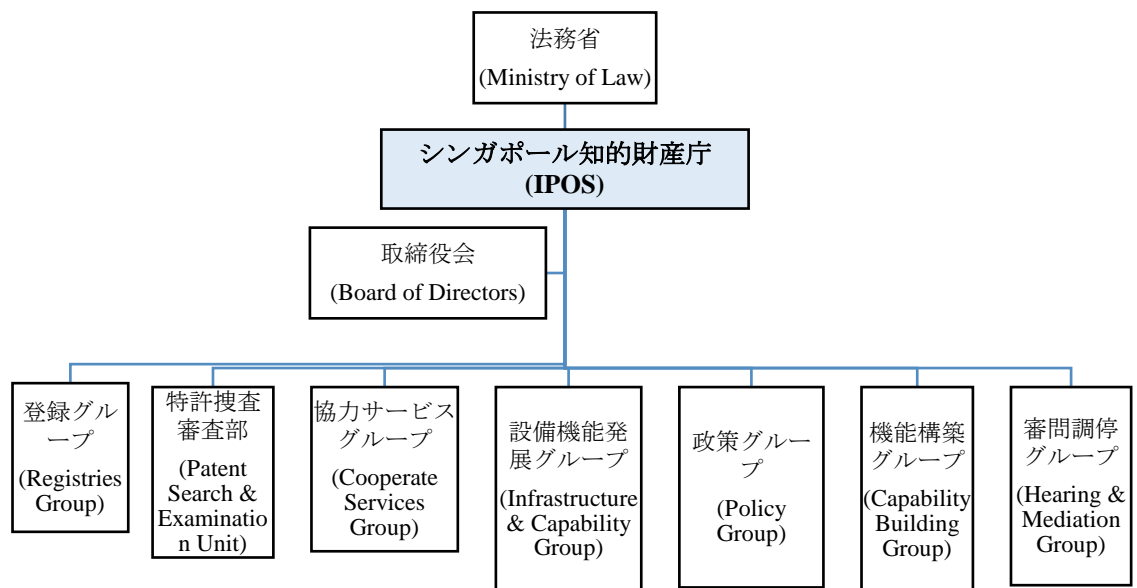 法務省
(Ministry of Law)
シンガポール知的財産庁
(IPOS)
取締役会
(Board of Directors)
登録グル
ープ
(Registries
Group)
特許捜査
審査部
(Patent
Search &
Examinatio
n Unit)
協力サービス
グループ
(Cooperate
Services
Group)
設備機能発
展グループ
(Infrastructure
& Capability
Group)
政策グルー
プ
(Policy
Group)
機能構築
グループ
(Capability
Building
Group)
審問調停
グループ
(Hearing &
Mediation
Group)